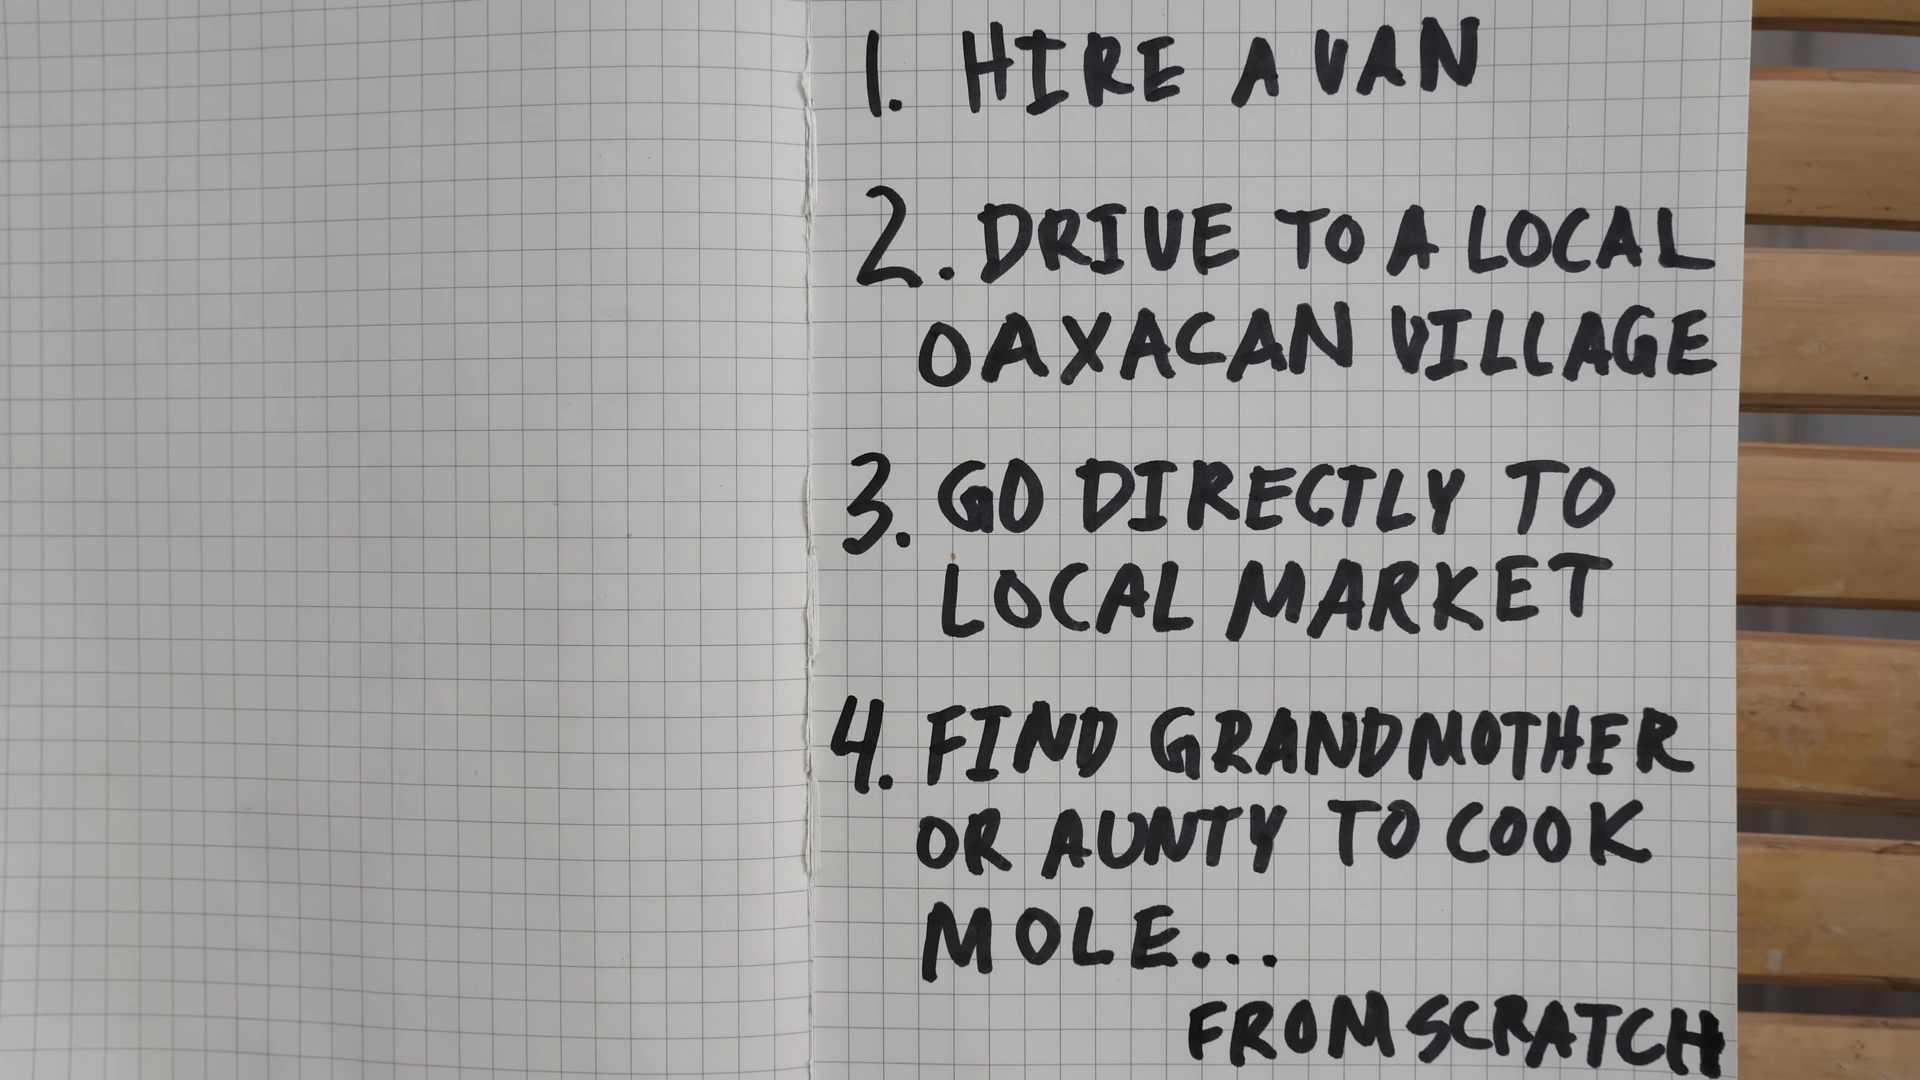 1. HIRE A VAN
2. DRIVE TO A LOCAL
OAXACAN VILLAGE
3. GO DIRECTLY TO
LOCAL MARKET
4. FIND GRANDMOTHER
OR AUNTY TO COOK
MOLE...
FROM SCRATCH